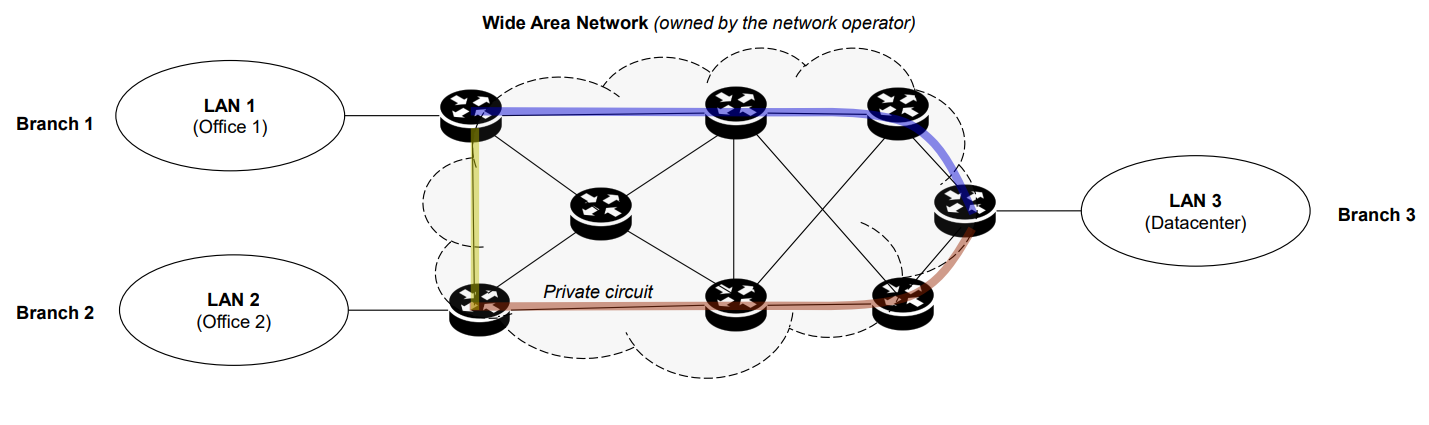 Wide Area Network (owned by the network operator)
LAN 1
(Office 1)
Branch 1
LAN 3
(Datacenter)
Branch 3
LAN 2
(Office 2)
Branch 2
Private circuit